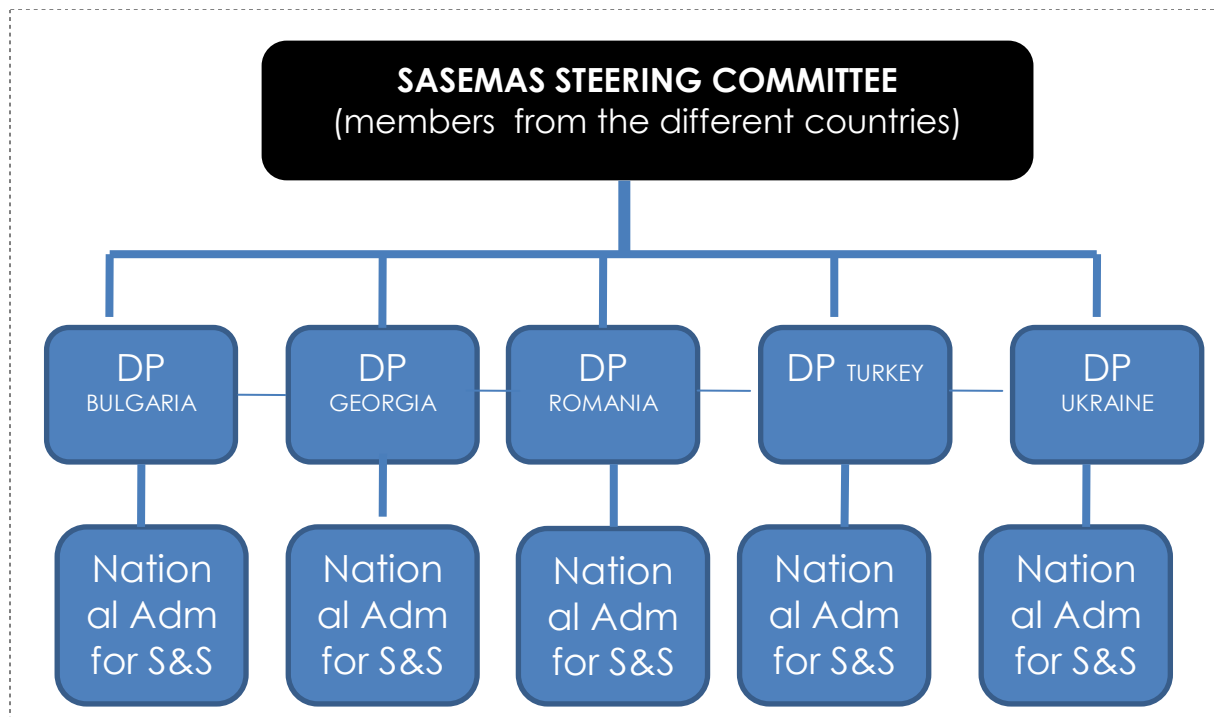 SASEMAS STEERING COMMITTEE
(members from the different countries)
DP
BULGARIA
DP
GEORGIA
DP
ROMANIA
DP TURKEY
DP
UKRAINE
Nation
al Adm
for S&S
Nation
al Adm
for S&S
Nation
al Adm
for S&S
Nation
al Adm
for S&S
Nation
al Adm
for S&S